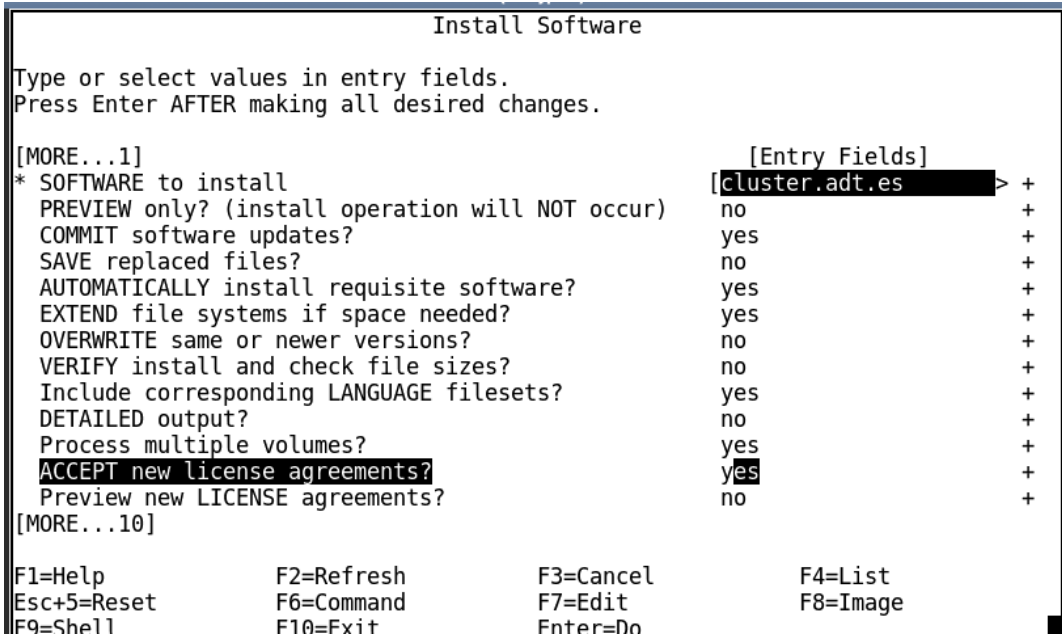 Install Software
Type or select values in entry fields.
Press Enter AFTER making all desired changes.
[MORE...1] [Entry Fields]
* SOFTWARE to install [cluster.adt.es > +
PREVIEW only? (install operation will NOT occur) no +
COMMIT software updates? yes +
SAVE replaced files? no +
AUTOMATICALLY install requisite software? yes +
EXTEND file systems if space needed? yes +
OVERWRITE same or newer versions? no +
VERIFY install and check file sizes? no +
Include corresponding LANGUAGE filesets? yes +
DETAILED output? no +
Process multiple volumes? yes +
ACCEPT new license agreements? yes +
Preview new LICENSE agreements? no +
[MORE...10]
F1=Help F2=Refresh F3=Cancel F4=List
Esc+5=Reset F6=Command F7=Edit F8=Image
F9=Shell F10=Exit Enter=Do